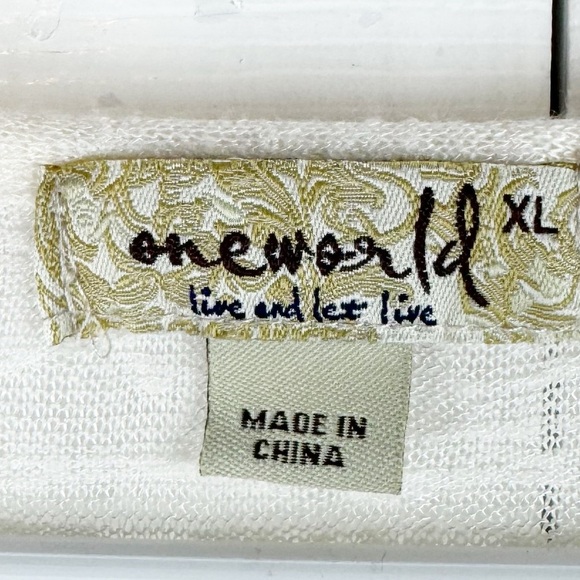 oneworld XL
live and let live
MADE IN
CHINA